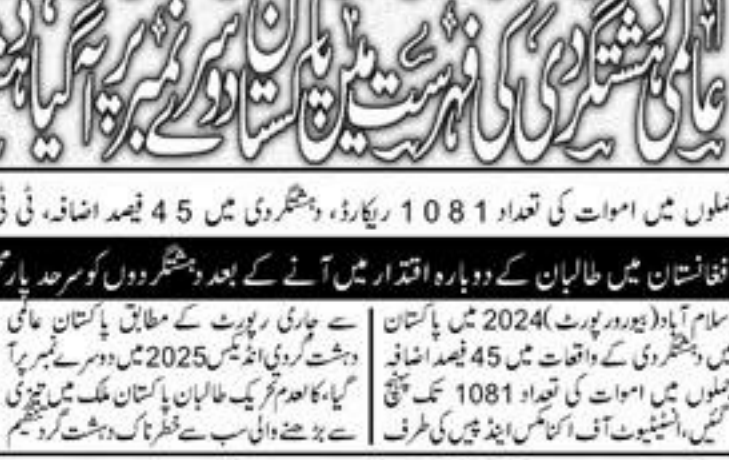 عالمی دہشتگردی کی فہرست میں پاکستان دوسرے نمبر پر آگیا
حملوں میں اموات کی تعداد 1081 ریکارڈ، دہشتگردی میں 45 فیصد اضافہ، ٹی ٹی
افغانستان میں طالبان کے دوبارہ اقتدار میں آنے کے بعد دہشتگردوں کو سرحد پار
سلام آباد (بیورورپورٹ) 2024 میں پاکستان
میں دہشتگردی کے واقعات میں 45 فیصد اضافہ
حملوں میں اموات کی تعداد 1081 تک پہنچ
گئیں، انسٹیٹیوٹ آف اکنامکس اینڈ پیس کی طرف
سے جاری رپورٹ کے مطابق پاکستان عالمی
دہشت گردی انڈیکس 2025 میں دوسرے نمبر پر آ
گیا، کالعدم تحریک طالبان پاکستان ملک میں تیزی
سے بڑھنے والی سب سے خطرناک دہشت گرد تنظیم